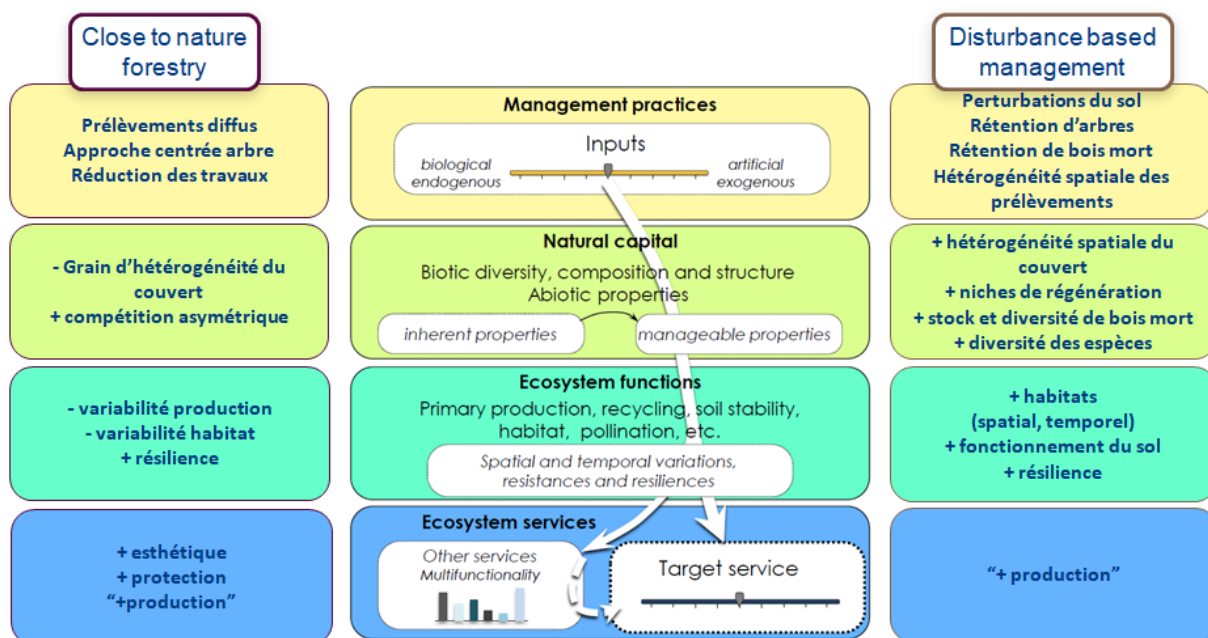 Close to nature
forestry
Prélèvements diffus
Approche centrée arbre
Réduction des travaux
- Grain d'hétérogénéité du
couvert
+ compétition asymétrique
- variabilité production
- variabilité habitat
+ résilience
+ esthétique
+ protection
"+production"
Management practices
Inputs
biological
endogenous
artificial
exogenous
Natural capital
Biotic diversity, composition and structure
Abiotic properties
inherent properties
manageable properties
Ecosystem functions
Primary production, recycling, soil stability,
habitat, pollination, etc.
Spatial and temporal variations,
resistances and resiliences
Ecosystem services
Other services
Multifunctionality
Target service
Disturbance based
management
Perturbations du sol
Rétention d'arbres
Rétention de bois mort
Hétérogénéité spatiale des
prélèvements
+ hétérogénéité spatiale du
couvert
+ niches de régénération
+ stock et diversité de bois mort
+ diversité des espèces
+ habitats
(spatial, temporel)
+ fonctionnement du sol
+ résilience
"+ production"